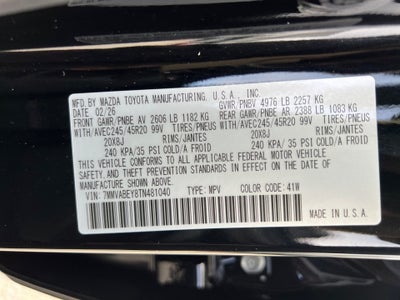 MFD.BY MAZDA TOYOTA MANUFACTURING, U.S.A., INC.
DATE: 02/26 GVWR/PNBV 4976 LB 2257 KG
FRONT GAWR/PNBE AV 2606 LB 1182 KG REAR GAWR/PNBE AR 2388 LB 1083 KG
WITH/AVEC245/45R20 99V TIRES/PNEUS WITH/AVEC245/45R20 99V TIRES/PNEUS
20X8J 20X8J
240 KPA/35 PSI COLD/A FROID 240 KPA/35 PSI COLD/A FROID
THIS VEHICLE CONFORMS TO ALL APPLICABLE FEDERAL MOTOR VEHICLE
SAFETY, BUMPER, AND THEFT PREVENTION STANDARDS IN EFFECT ON
THE DATE OF MANUFACTURE SHOWN ABOVE.
VIN: 7MMVABEY8TN481040 TYPE: MPV COLOR CODE: 41W
MADE IN U.S.A.